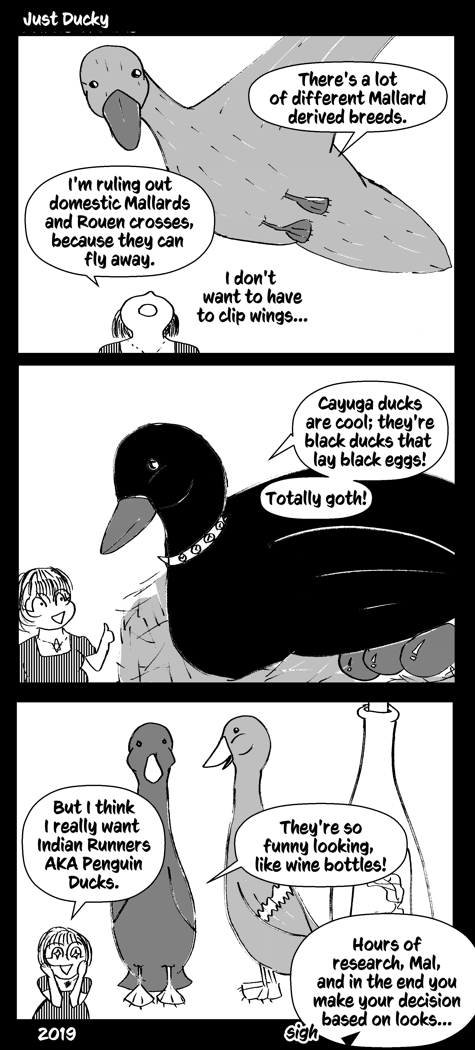 Just Ducky
There's a lot
of different Mallard
derived breeds.
I'm ruling out
domestic Mallards
and Rouen crosses,
because they can
fly away.
I don't
want to have
to clip wings...
Cayuga ducks
are cool; they're
black ducks that
lay black eggs!
Totally goth!
But I think
I really want
Indian Runners
AKA Penguin
Ducks.
They're so
funny looking,
like wine bottles!
Hours of
research, Mal,
and in the end you
make your decision
based on looks...
Sigh
2019